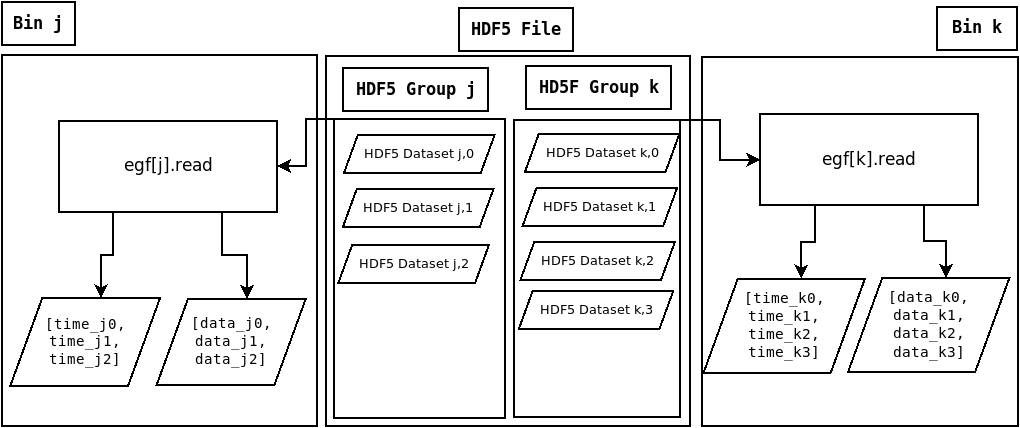 Bin j
HDF5 File
Bin k
HDF5 Group j
HD5F Group k
egf[j].read
HDF5 Dataset j,0
HDF5 Dataset j,1
HDF5 Dataset j,2
HDF5 Dataset k,0
HDF5 Dataset k,1
HDF5 Dataset k,2
HDF5 Dataset k,3
egf[k].read
[time_j0,
time_j1,
time_j2]
[data_j0,
data_j1,
data_j2]
[time_k0,
time_k1,
time_k2,
time_k3]
[data_k0,
data_k1,
data_k2,
data_k3]